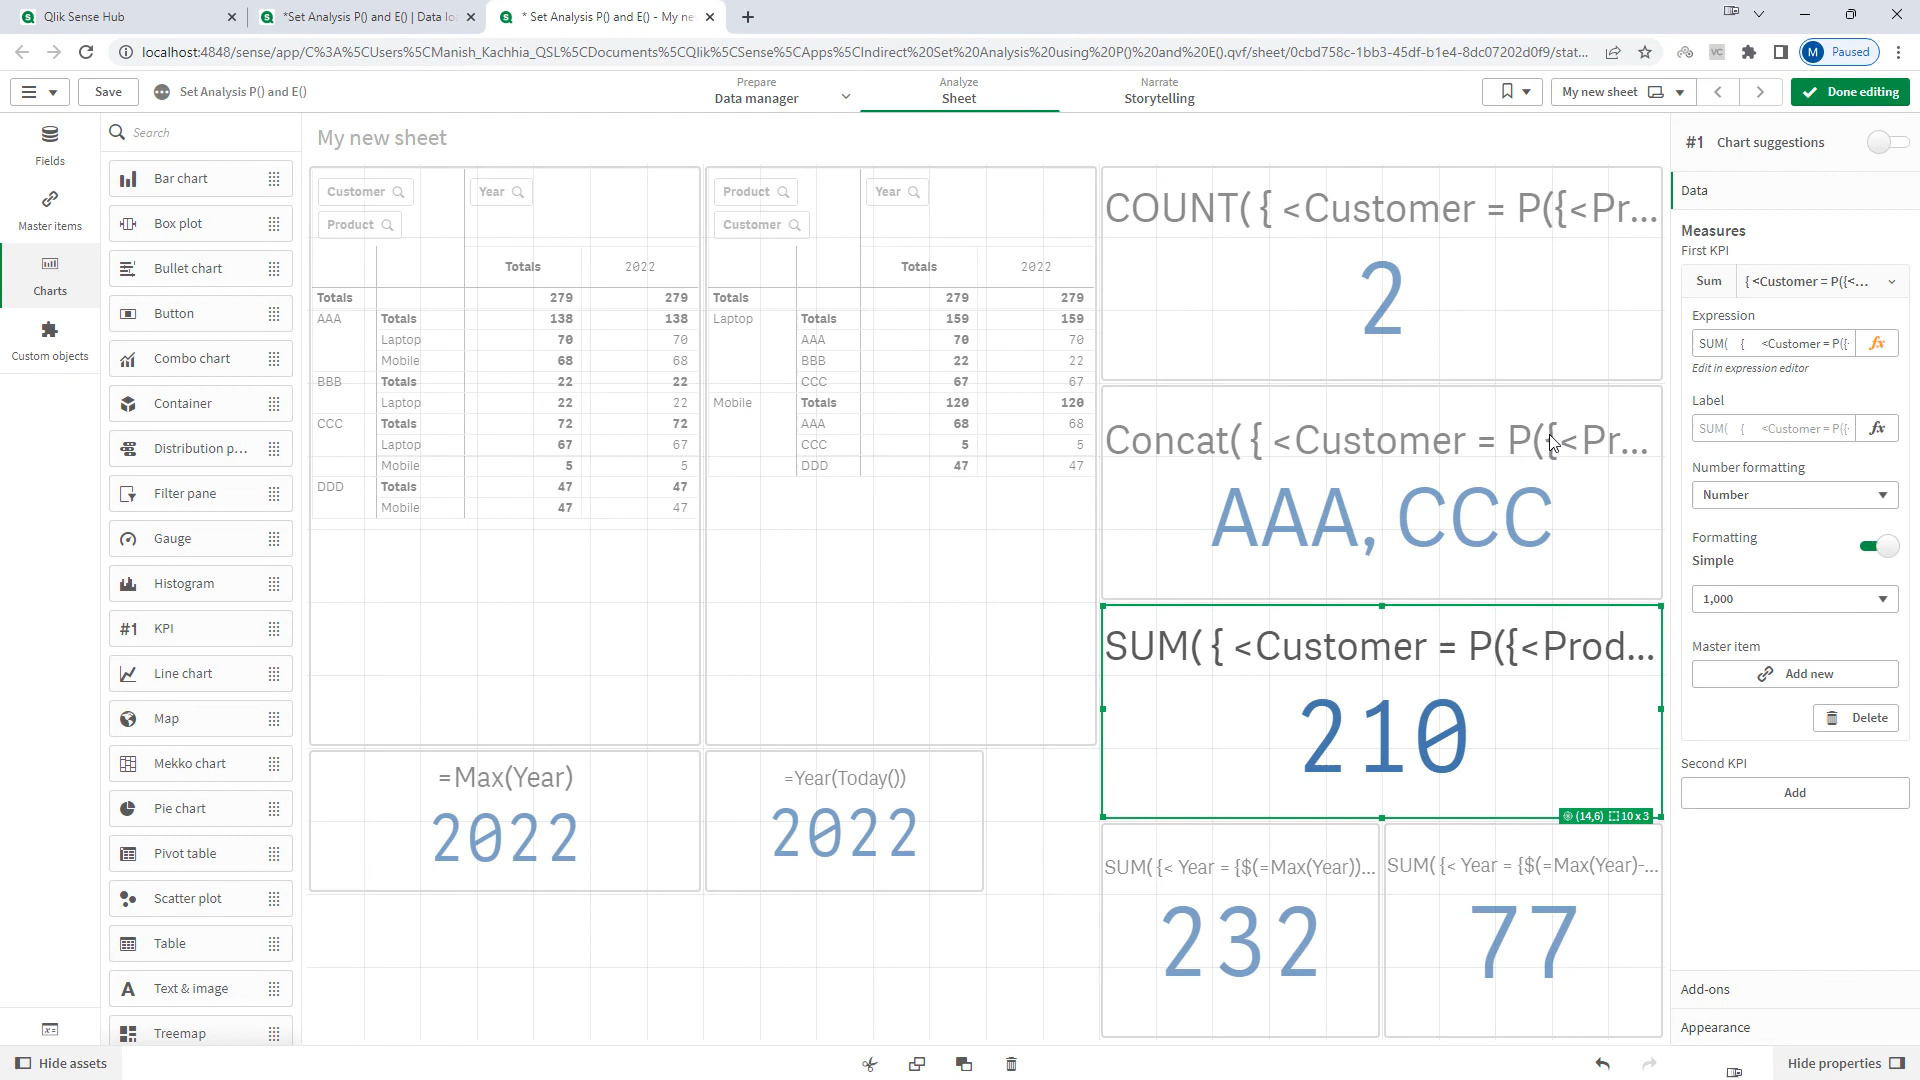 Qlik Sense Hub
*Set Analysis P() and E() | Data lo
* Set Analysis P() and E() - My ne
localhost:4848/sense/app/C%3A%5CUsers%5CManish_Kachhia_QSL%5CDocuments%5CQlik%5CSense%5CApps%5CIndirect%20Set%20Analysis%20using%20P()%20and%20E().qvf/sheet/0cbd758c-1bb3-45df-b1e4-8dc07202d0f9/stat...
VC
M Paused
Save
Set Analysis P() and E()
Prepare
Data manager
Analyze
Sheet
Narrate
Storytelling
My new sheet
Done editing
Fields
Master items
Charts
Custom objects
Search
Bar chart
Box plot
Bullet chart
Button
Combo chart
Container
Distribution p...
Filter pane
Gauge
Histogram
#1 KPI
Line chart
Map
Mekko chart
Pie chart
Pivot table
Scatter plot
Table
A Text & image
Treemap
Hide assets
My new sheet
Customer Year
Product
Totals 2022
Totals 279 279
AAA Totals 138 138
Laptop 70 70
Mobile 68 68
BBB Totals 22 22
Laptop 22 22
CCC Totals 72 72
Laptop 67 67
Mobile 5 5
DDD Totals 47 47
Mobile 47 47
Product Year
Customer
Totals 2022
Totals 279 279
Laptop Totals 159 159
AAA 70 70
BBB 22 22
CCC 67 67
Mobile Totals 120 120
AAA 68 68
CCC 5 5
DDD 47 47
=Max(Year)
2022
=Year(Today())
2022
COUNT( { <Customer = P({<Pr...
2
Concat( { <Customer = P({<Pr...
AAA, CCC
SUM( { <Customer = P({<Prod...
210
(14,6) 10 x 3
SUM( {< Year = {$(=Max(Year))...
232
SUM( {< Year = {$(=Max(Year)-...
77
#1 Chart suggestions
Data
Measures
First KPI
Sum { <Customer = P({<...
Expression
SUM( { <Customer = P({
fx
Edit in expression editor
Label
SUM( { <Customer = P({
fx
Number formatting
Number
Formatting
Simple
1,000
Master item
Add new
Delete
Second KPI
Add
Add-ons
Appearance
Hide properties